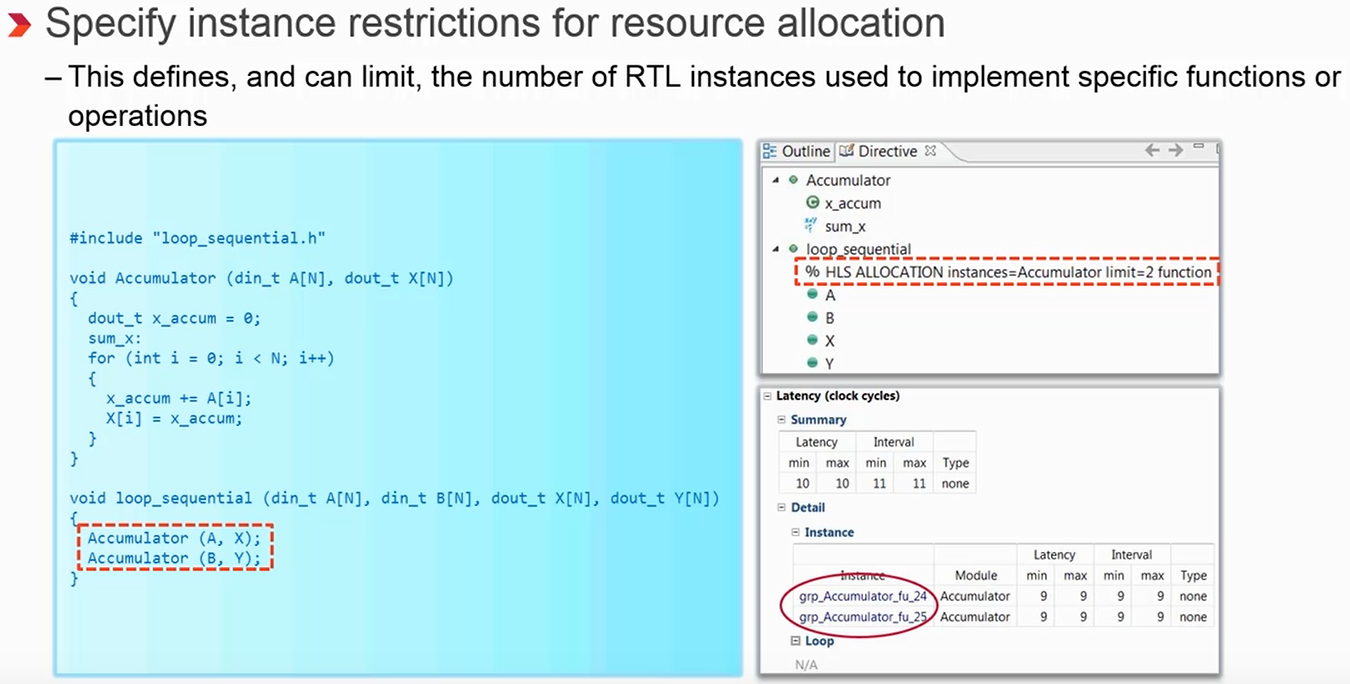 Specify instance restrictions for resource allocation
– This defines, and can limit, the number of RTL instances used to implement specific functions or
operations
#include "loop_sequential.h"
void Accumulator (din_t A[N], dout_t X[N])
{
dout_t x_accum = 0;
sum_x:
for (int i = 0; i < N; i++)
{
x_accum += A[i];
X[i] = x_accum;
}
}
void loop_sequential (din_t A[N], din_t B[N], dout_t X[N], dout_t Y[N])
{
Accumulator (A, X);
Accumulator (B, Y);
}
Outline Directive
Accumulator
x_accum
sum_x
loop_sequential
% HLS ALLOCATION instances=Accumulator limit=2 function
A
B
X
Y
Latency (clock cycles)
Summary
Latency Interval
min max min max Type
10 10 11 11 none
Detail
Instance
Latency Interval
Instance Module min max min max Type
grp_Accumulator_fu_24 Accumulator 9 9 9 9 none
grp_Accumulator_fu_25 Accumulator 9 9 9 9 none
Loop
N/A